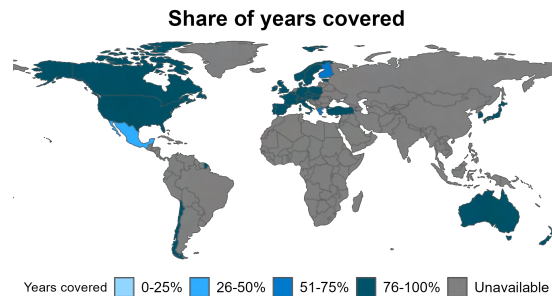 Share of years covered
Years covered 0-25% 26-50% 51-75% 76-100% Unavailable